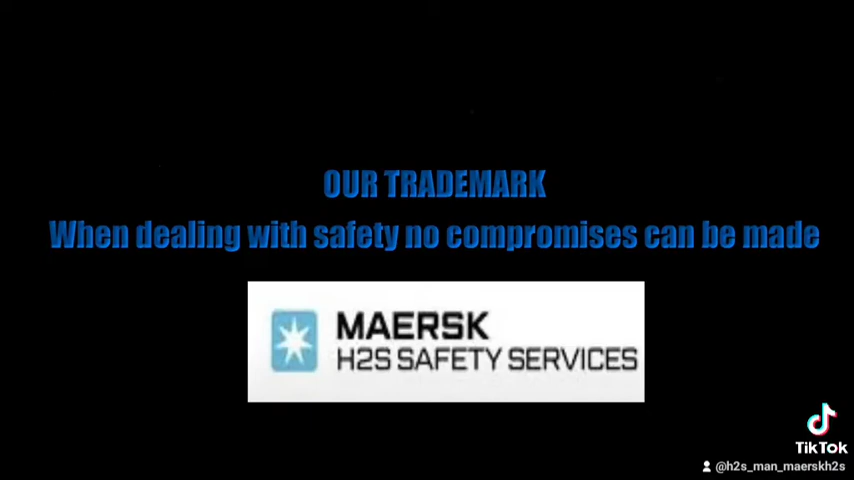 OUR TRADEMARK
When dealing with safety no compromises can be made
MAERSK
H2S SAFETY SERVICES
TikTok
@h2s_man_maerskh2s